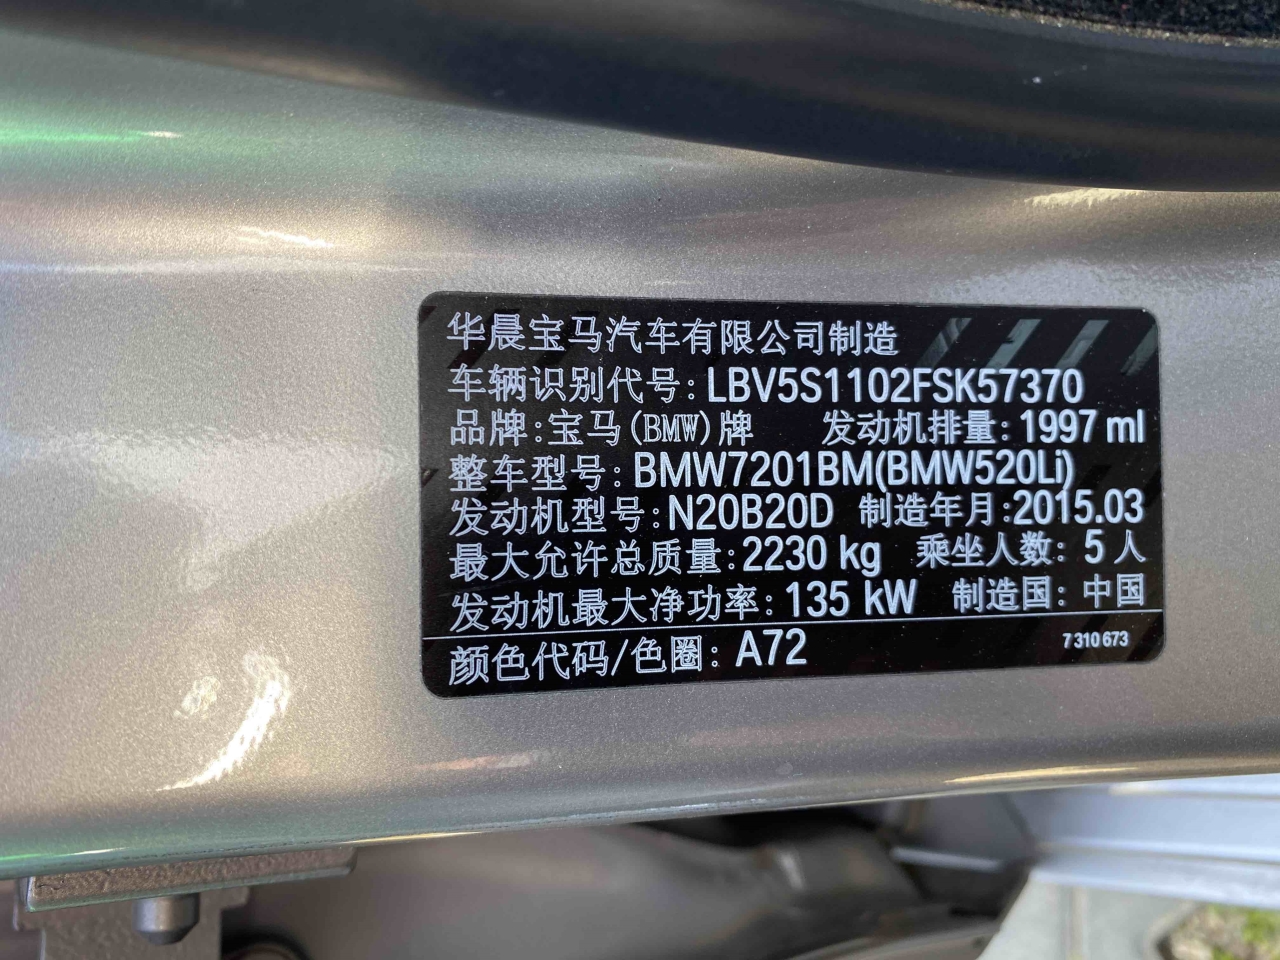 华晨宝马汽车有限公司制造
车辆识别代号: LBV5S1102FSK57370
品牌:宝马(BMW)牌 发动机排量: 1997 ml
整车型号: BMW7201BM(BMW520Li)
发动机型号: N20B20D 制造年月:2015.03
最大允许总质量: 2230 kg 乘坐人数: 5 人
发动机最大净功率: 135 kW 制造国: 中国
颜色代码/色圈: A72 7 310 673